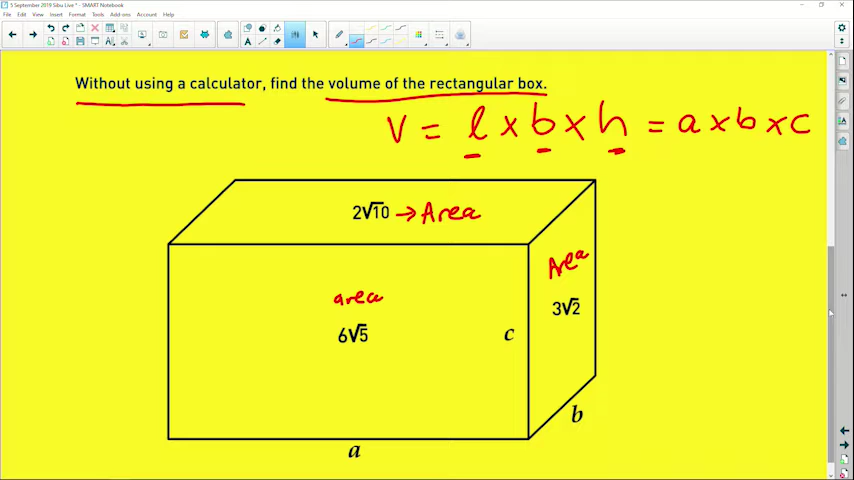 5 September 2019 Sibu Live * - SMART Notebook
File Edit View Insert Format Tools Add-ons Account Help
Without using a calculator, find the volume of the rectangular box.
V = l × b × h = a × b × c
2√10 → Area
Area
area
3√2
6√5
c
b
a